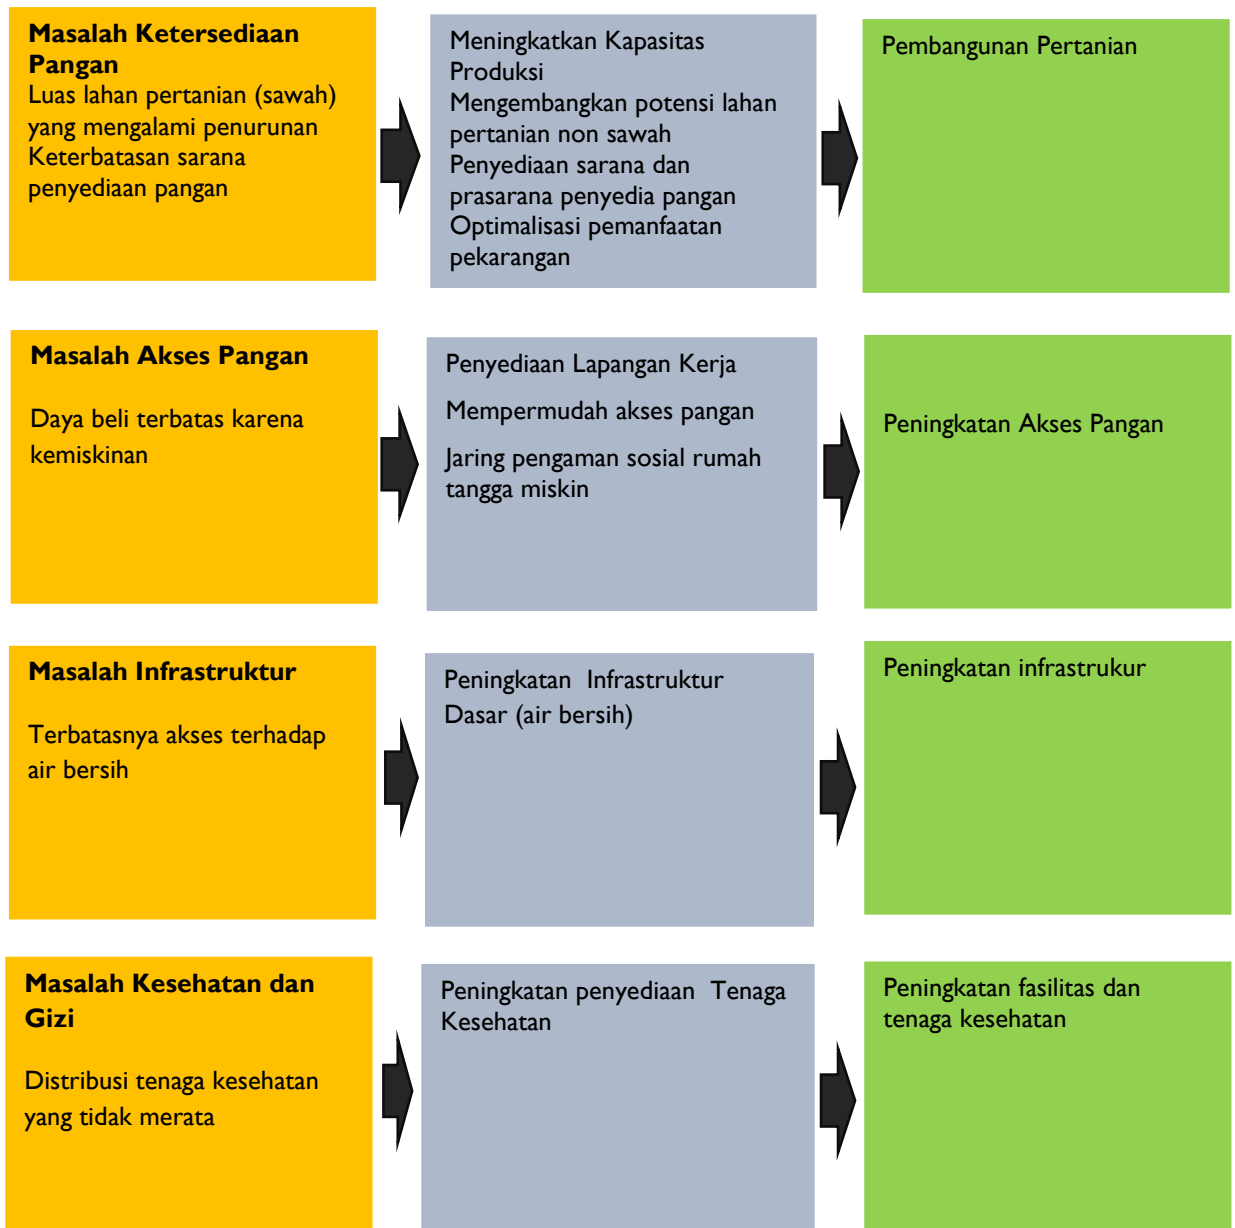 Masalah Ketersediaan
Pangan
Luas lahan pertanian (sawah)
yang mengalami penurunan
Keterbatasan sarana
penyediaan pangan
Meningkatkan Kapasitas
Produksi
Mengembangkan potensi lahan
pertanian non sawah
Penyediaan sarana dan
prasarana penyedia pangan
Optimalisasi pemanfaatan
pekarangan
Pembangunan Pertanian
Masalah Akses Pangan
Daya beli terbatas karena
kemiskinan
Penyediaan Lapangan Kerja
Mempermudah akses pangan
Jaring pengaman sosial rumah
tangga miskin
Peningkatan Akses Pangan
Masalah Infrastruktur
Terbatasnya akses terhadap
air bersih
Peningkatan Infrastruktur
Dasar (air bersih)
Peningkatan infrastrukur
Masalah Kesehatan dan
Gizi
Distribusi tenaga kesehatan
yang tidak merata
Peningkatan penyediaan Tenaga
Kesehatan
Peningkatan fasilitas dan
tenaga kesehatan